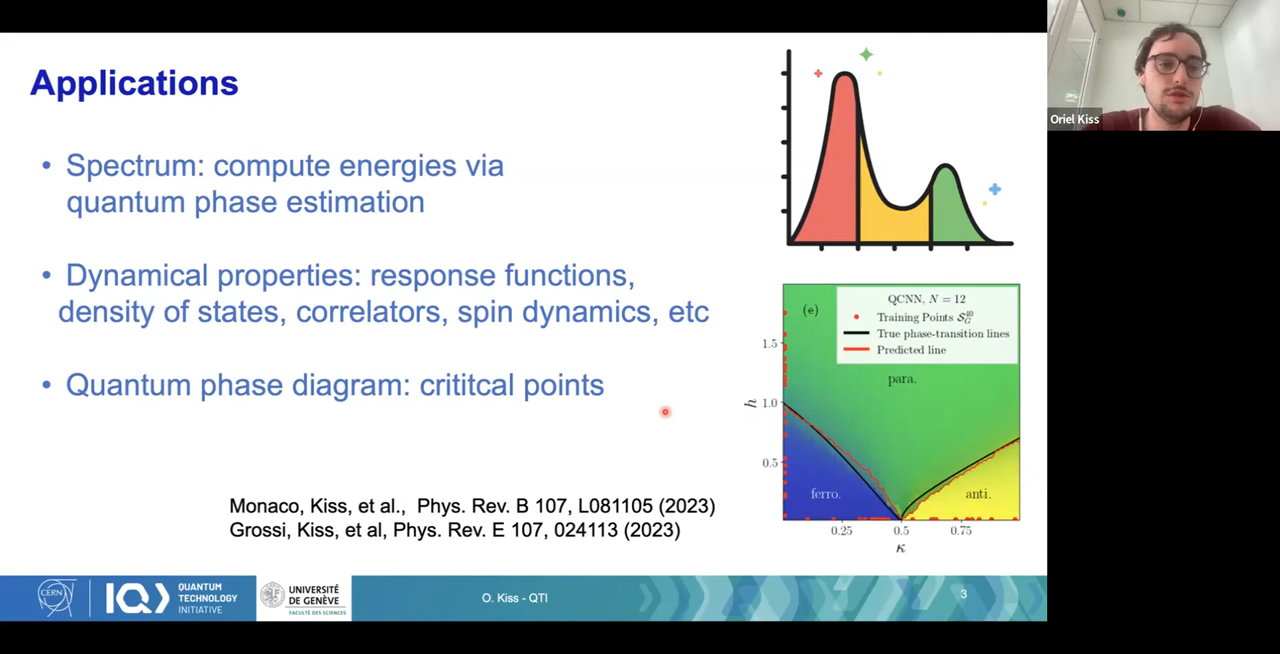 Applications
• Spectrum: compute energies via
quantum phase estimation
• Dynamical properties: response functions,
density of states, correlators, spin dynamics, etc
• Quantum phase diagram: crititcal points
Monaco, Kiss, et al., Phys. Rev. B 107, L081105 (2023)
Grossi, Kiss, et al, Phys. Rev. E 107, 024113 (2023)
(e)
QCNN, N = 12
Training Points 𝒮_G^40
True phase-transition lines
Predicted line
para.
ferro.
anti.
h
1.5
1.0
0.5
0.25
0.5
0.75
κ
CERN
QUANTUM
TECHNOLOGY
INITIATIVE
UNIVERSITÉ
DE GENÈVE
FACULTÉ DES SCIENCES
O. Kiss - QTI
3
Oriel Kiss